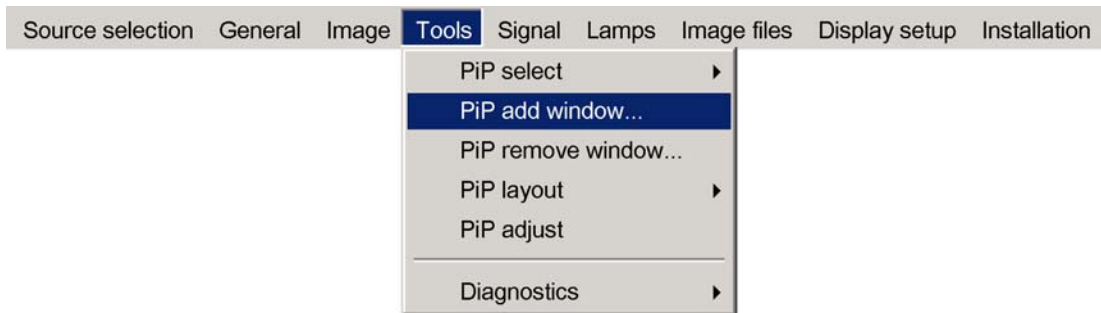 Source selection General Image Tools Signal Lamps Image files Display setup Installation
PiP select
PiP add window...
PiP remove window...
PiP layout
PiP adjust
Diagnostics